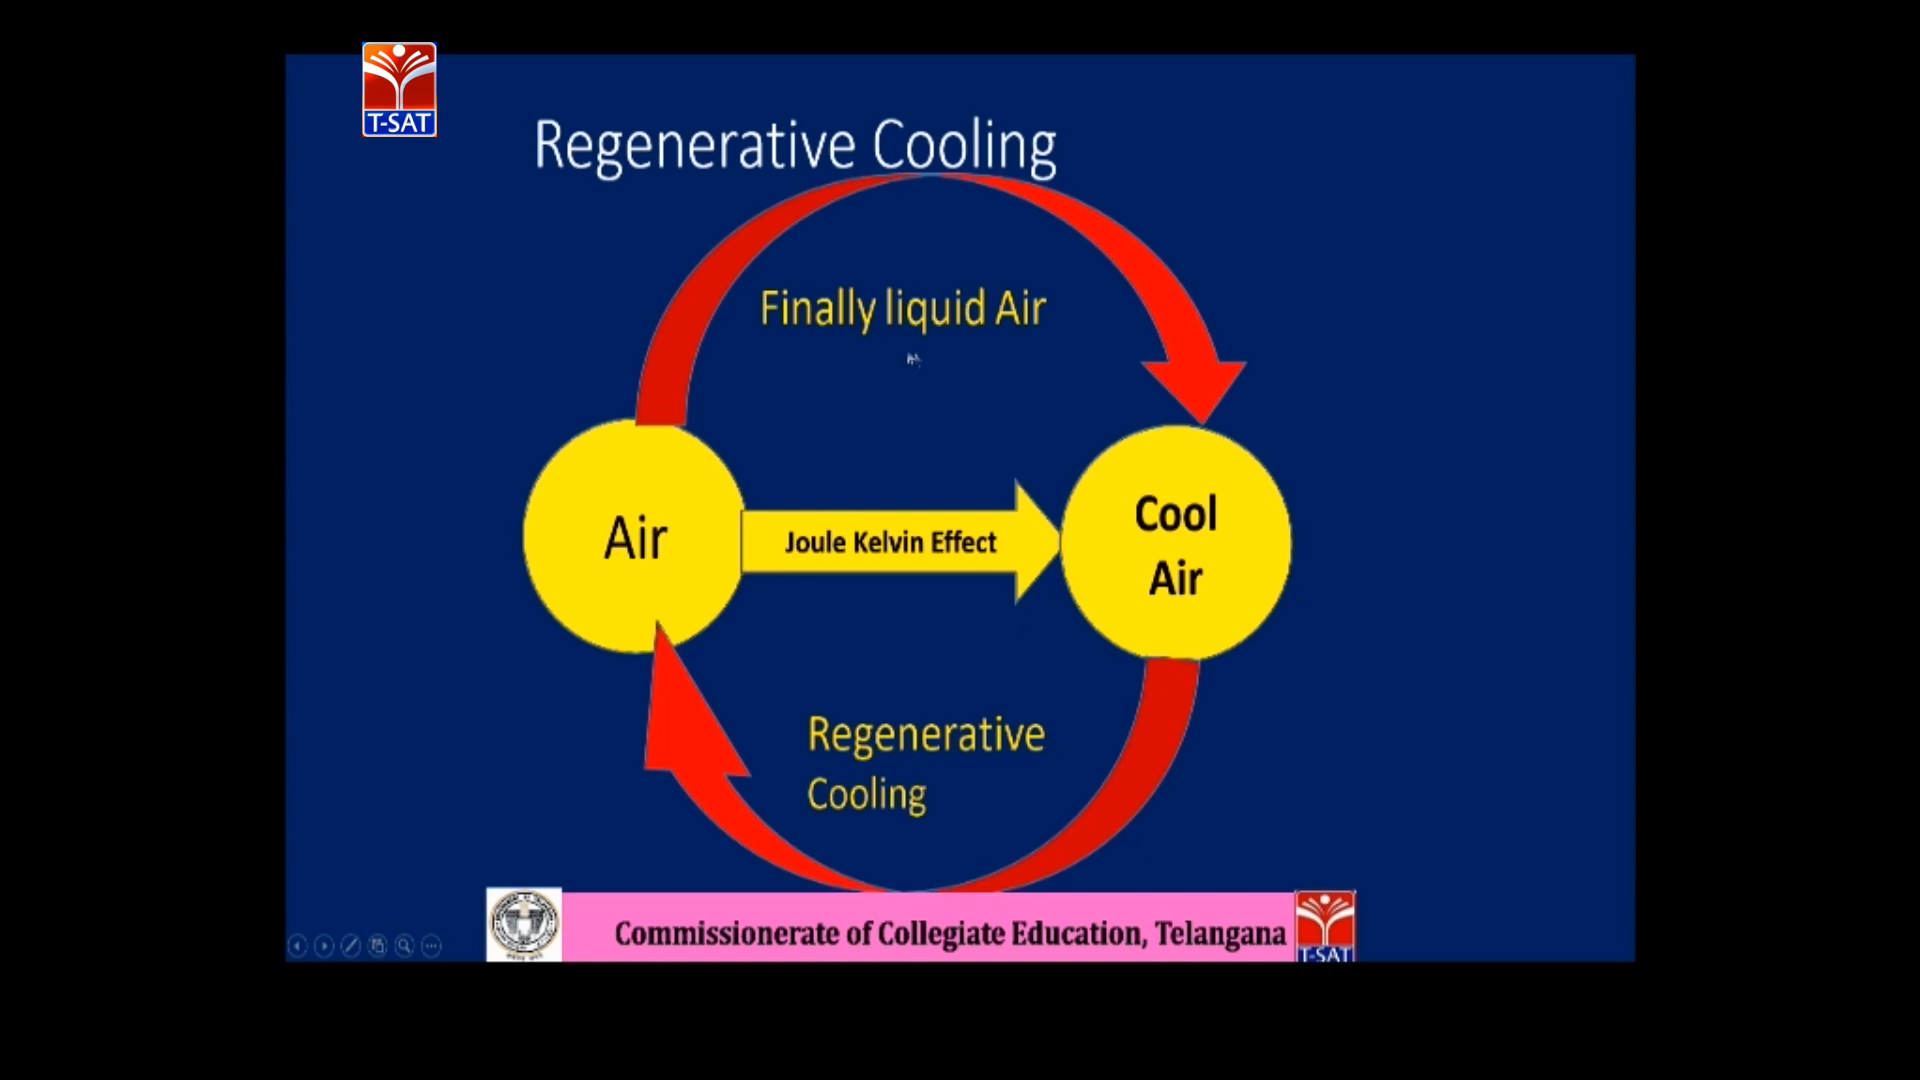 T-SAT
Regenerative Cooling
Finally liquid Air
Air
Joule Kelvin Effect
Cool
Air
Regenerative
Cooling
Commissionerate of Collegiate Education, Telangana
T-SAT